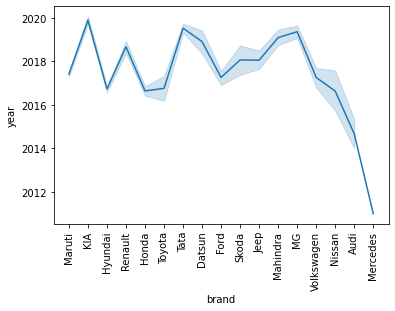 2020
2018
2016
2014
2012
year
Maruti
KIA
Hyundai
Renault
Honda
Toyota
Tata
Datsun
Ford
Skoda
Jeep
Mahindra
MG
Volkswagen
Nissan
Audi
Mercedes
brand